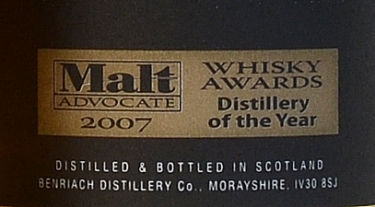 Malt
ADVOCATE
2007
WHISKY
AWARDS
Distillery
of the Year
DISTILLED & BOTTLED IN SCOTLAND
BENRIACH DISTILLERY Co., MORAYSHIRE, IV30 8SJ